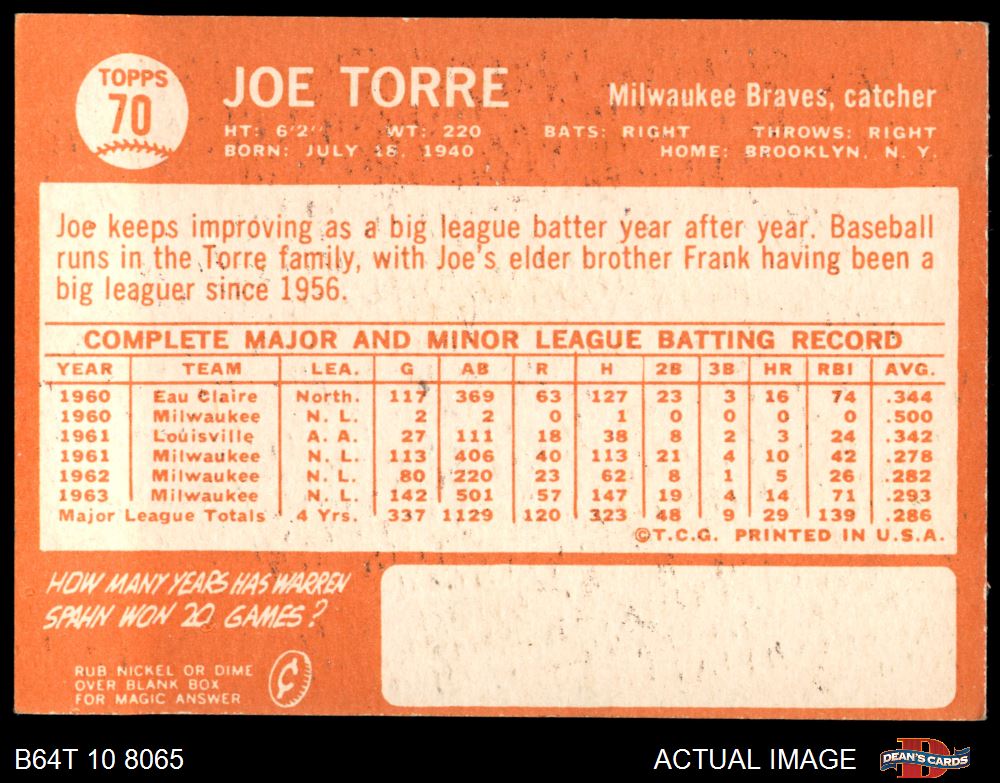 TOPPS
70
JOE TORRE
Milwaukee Braves, catcher
HT: 6'2" WT: 220 BATS: RIGHT THROWS: RIGHT
BORN: JULY 18, 1940 HOME: BROOKLYN, N. Y.
Joe keeps improving as a big league batter year after year. Baseball
runs in the Torre family, with Joe's elder brother Frank having been a
big leaguer since 1956.
COMPLETE MAJOR AND MINOR LEAGUE BATTING RECORD
YEAR TEAM LEA. G AB R H 2B 3B HR RBI AVG.
1960 Eau Claire North. 117 369 63 127 23 3 16 74 .344
1960 Milwaukee N. L. 2 2 0 1 0 0 0 0 .500
1961 Louisville A. A. 27 111 18 38 8 2 3 24 .342
1961 Milwaukee N. L. 113 406 40 113 21 4 10 42 .278
1962 Milwaukee N. L. 80 220 23 62 8 1 5 26 .282
1963 Milwaukee N. L. 142 501 57 147 19 4 14 71 .293
Major League Totals 4 Yrs. 337 1129 120 323 48 9 29 139 .286
©T.C.G. PRINTED IN U.S.A.
HOW MANY YEARS HAS WARREN
SPAHN WON 20 GAMES?
RUB NICKEL OR DIME
OVER BLANK BOX
FOR MAGIC ANSWER
¢
B64T 10 8065
ACTUAL IMAGE
DEAN'S CARDS